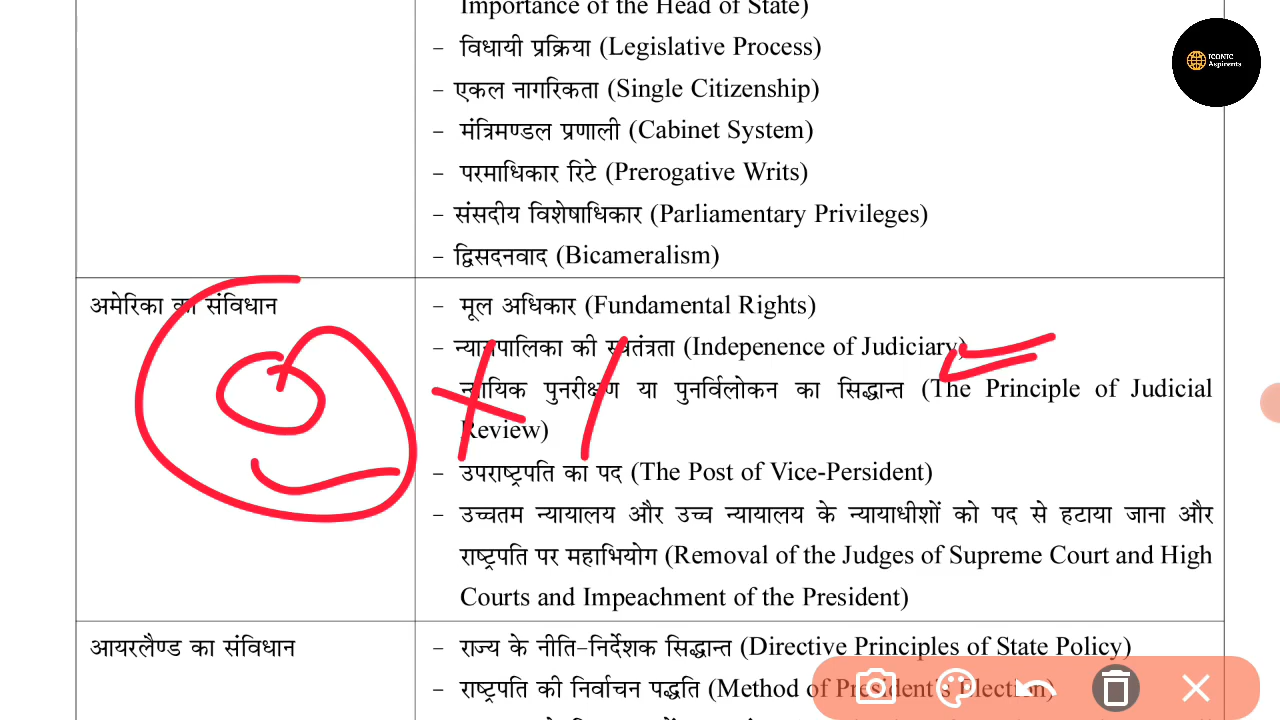 Importance of the Head of State)
– विधायी प्रक्रिया (Legislative Process)
– एकल नागरिकता (Single Citizenship)
– मंत्रिमण्डल प्रणाली (Cabinet System)
– परमाधिकार रिटे (Prerogative Writs)
– संसदीय विशेषाधिकार (Parliamentary Privileges)
– द्विसदनवाद (Bicameralism)
ICONIC
Aspirents
अमेरिका का संविधान
– मूल अधिकार (Fundamental Rights)
– न्यायपालिका की स्वतंत्रता (Indepenence of Judiciary)
न्यायिक पुनरीक्षण या पुनर्विलोकन का सिद्धान्त (The Principle of Judicial
Review)
– उपराष्ट्रपति का पद (The Post of Vice-Persident)
– उच्चतम न्यायालय और उच्च न्यायालय के न्यायाधीशों को पद से हटाया जाना और
राष्ट्रपति पर महाभियोग (Removal of the Judges of Supreme Court and High
Courts and Impeachment of the President)
आयरलैण्ड का संविधान
– राज्य के नीति-निर्देशक सिद्धान्त (Directive Principles of State Policy)
– राष्ट्रपति की निर्वाचन पद्धति (Method of President's Election)